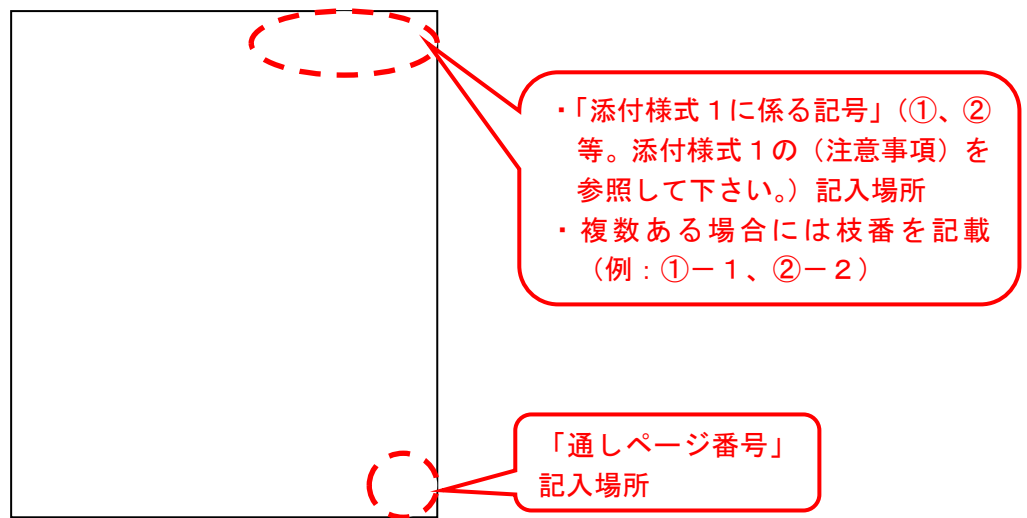 ・「添付様式１に係る記号」（①、②
等。添付様式１の（注意事項）を
参照して下さい。）記入場所
・複数ある場合には枝番を記載
（例：①－１、②－２）
「通しページ番号」
記入場所